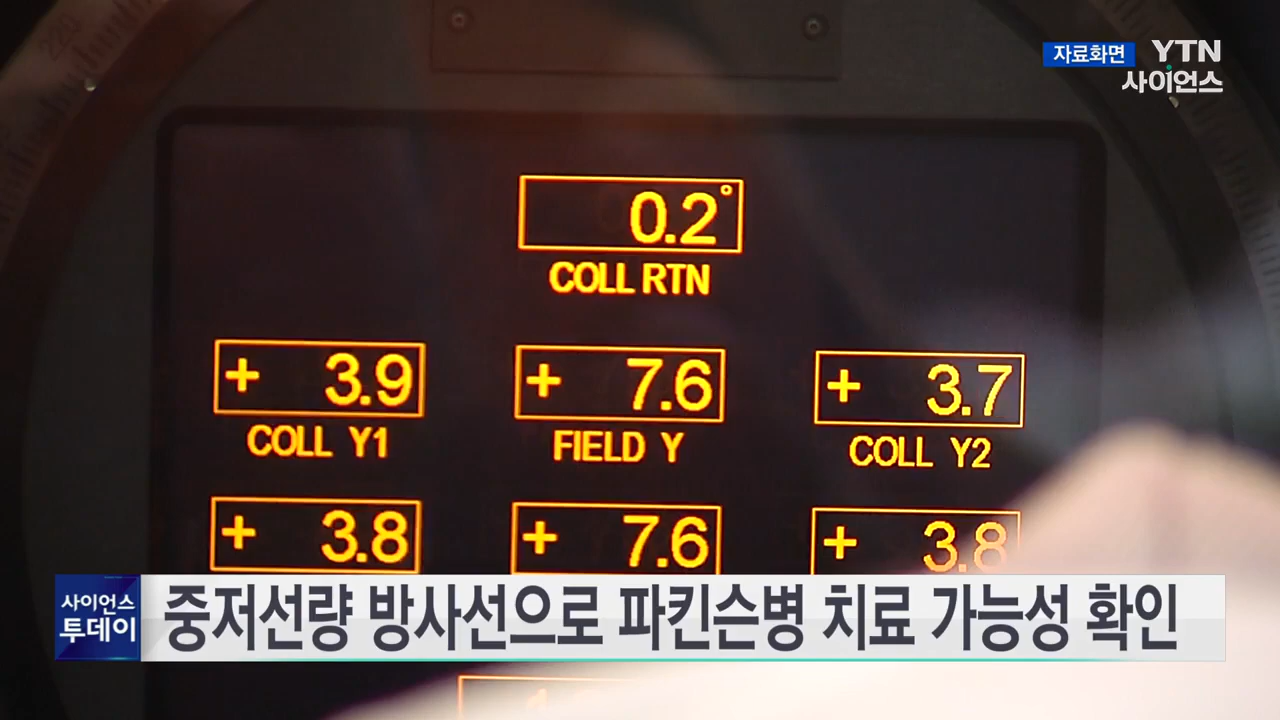 자료화면
YTN
사이언스
0.2°
COLL RTN
+ 3.9
+ 7.6
+ 3.7
COLL Y1
FIELD Y
COLL Y2
+ 3.8
+ 7.6
+ 3.8
사이언스
투데이
중저선량 방사선으로 파킨슨병 치료 가능성 확인